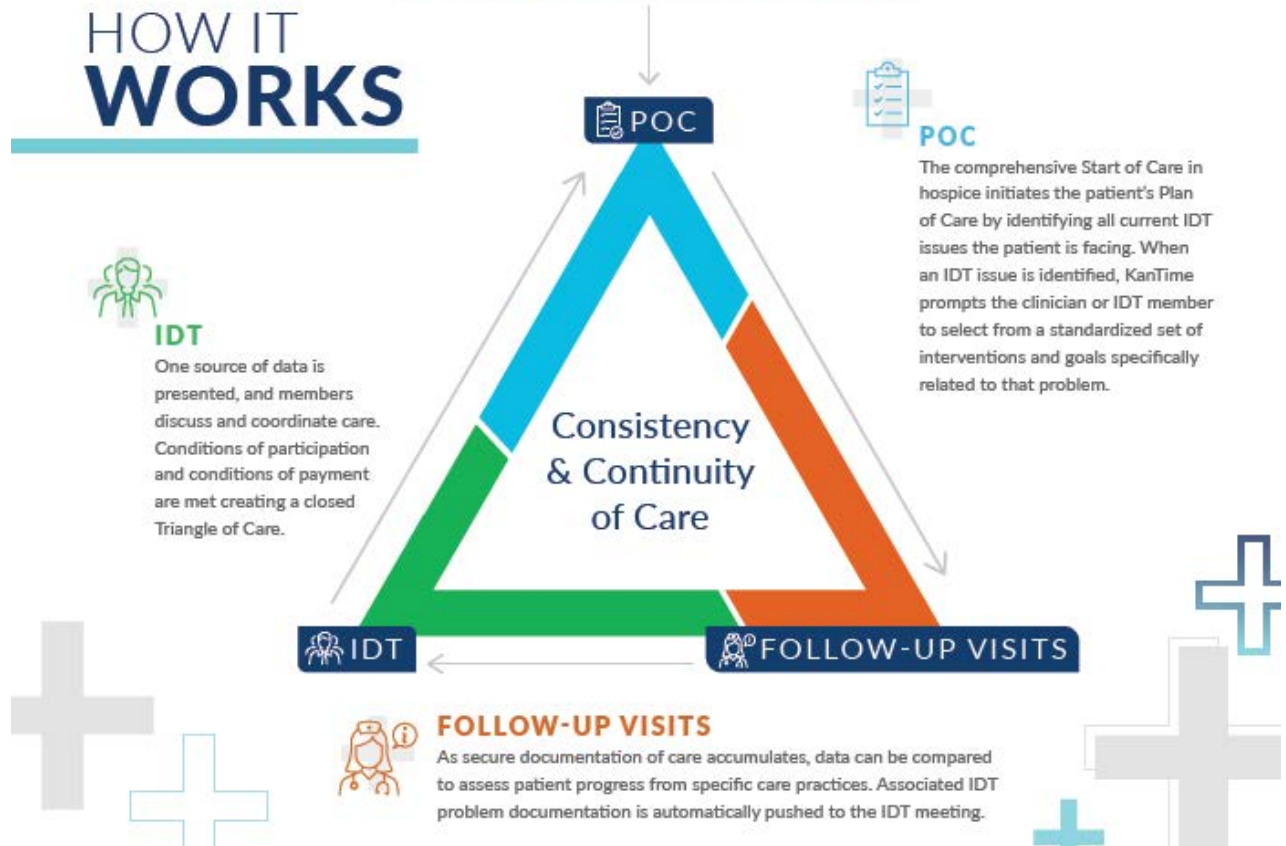 HOW IT
WORKS
POC
POC
The comprehensive Start of Care in
hospice initiates the patient's Plan
of Care by identifying all current IDT
issues the patient is facing. When
an IDT issue is identified, KanTime
prompts the clinician or IDT member
to select from a standardized set of
interventions and goals specifically
related to that problem.
IDT
One source of data is
presented, and members
discuss and coordinate care.
Conditions of participation
and conditions of payment
are met creating a closed
Triangle of Care.
Consistency
& Continuity
of Care
IDT
FOLLOW-UP VISITS
FOLLOW-UP VISITS
As secure documentation of care accumulates, data can be compared
to assess patient progress from specific care practices. Associated IDT
problem documentation is automatically pushed to the IDT meeting.